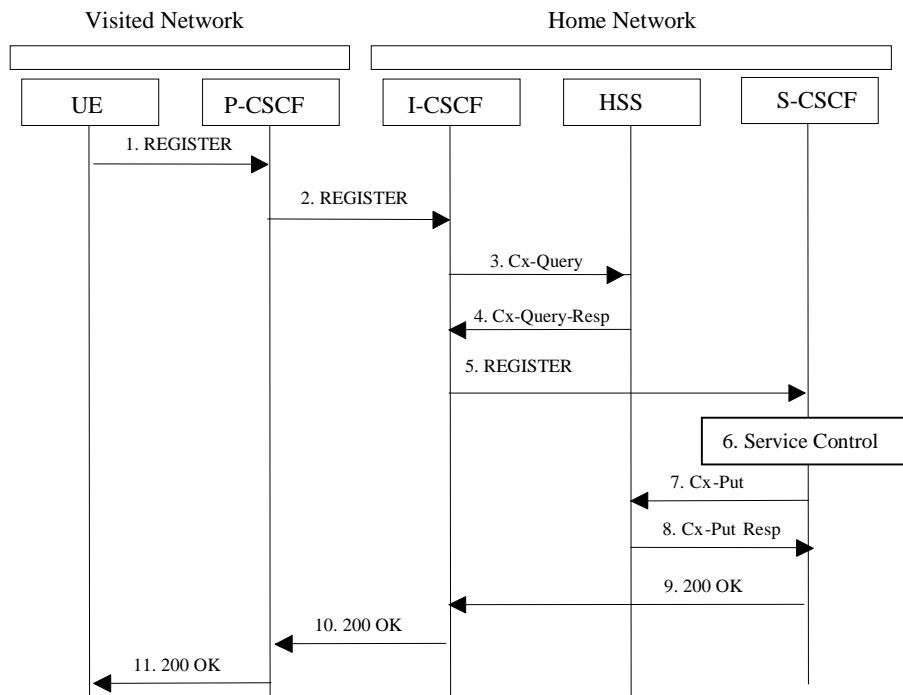 Visited Network
Home Network
UE
P-CSCF
I-CSCF
HSS
S-CSCF
1. REGISTER
2. REGISTER
3. Cx-Query
4. Cx-Query-Resp
5. REGISTER
6. Service Control
7. Cx-Put
8. Cx-Put Resp
9. 200 OK
10. 200 OK
11. 200 OK